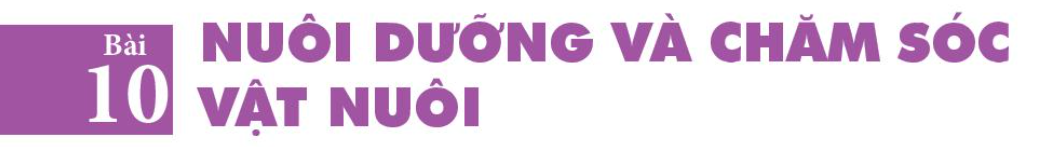 Bài
10
NUÔI DƯỠNG VÀ CHĂM SÓC
VẬT NUÔI